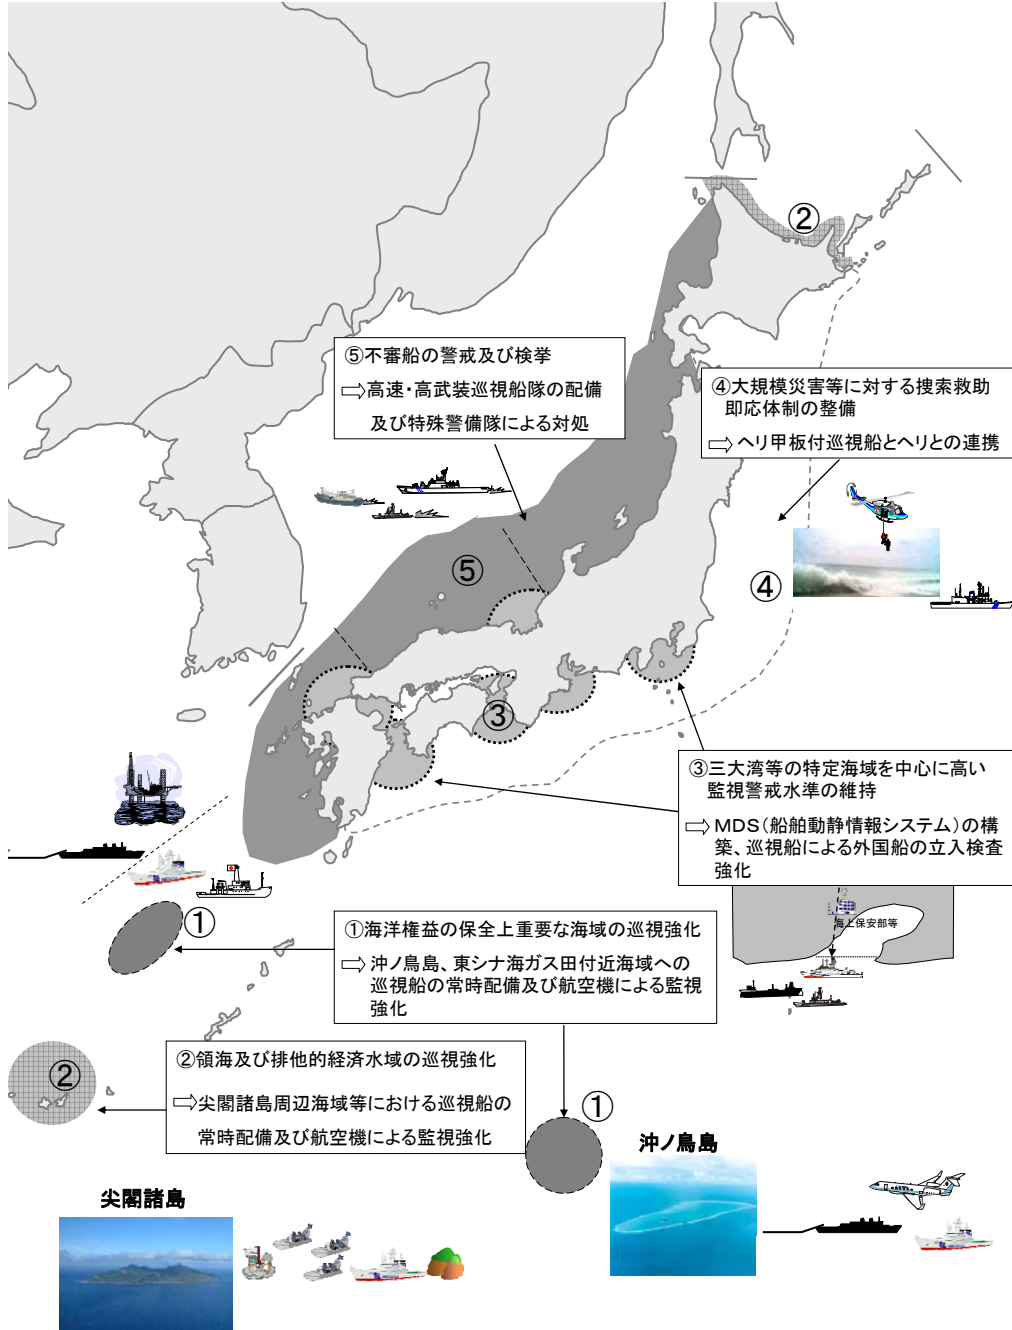 ②
⑤不審船の警戒及び検挙
⇨高速・高武装巡視船隊の配備
及び特殊警備隊による対処
④大規模災害等に対する捜索救助
即応体制の整備
⇨ヘリ甲板付巡視船とヘリとの連携
⑤
④
③
③三大湾等の特定海域を中心に高い
監視警戒水準の維持
⇨MDS(船舶動静情報システム)の構
築、巡視船による外国船の立入検査
強化
海上保安部等
①
①海洋権益の保全上重要な海域の巡視強化
⇨沖ノ鳥島、東シナ海ガス田付近海域への
巡視船の常時配備及び航空機による監視
強化
②
②領海及び排他的経済水域の巡視強化
⇨尖閣諸島周辺海域等における巡視船の
常時配備及び航空機による監視強化
①
沖ノ鳥島
尖閣諸島